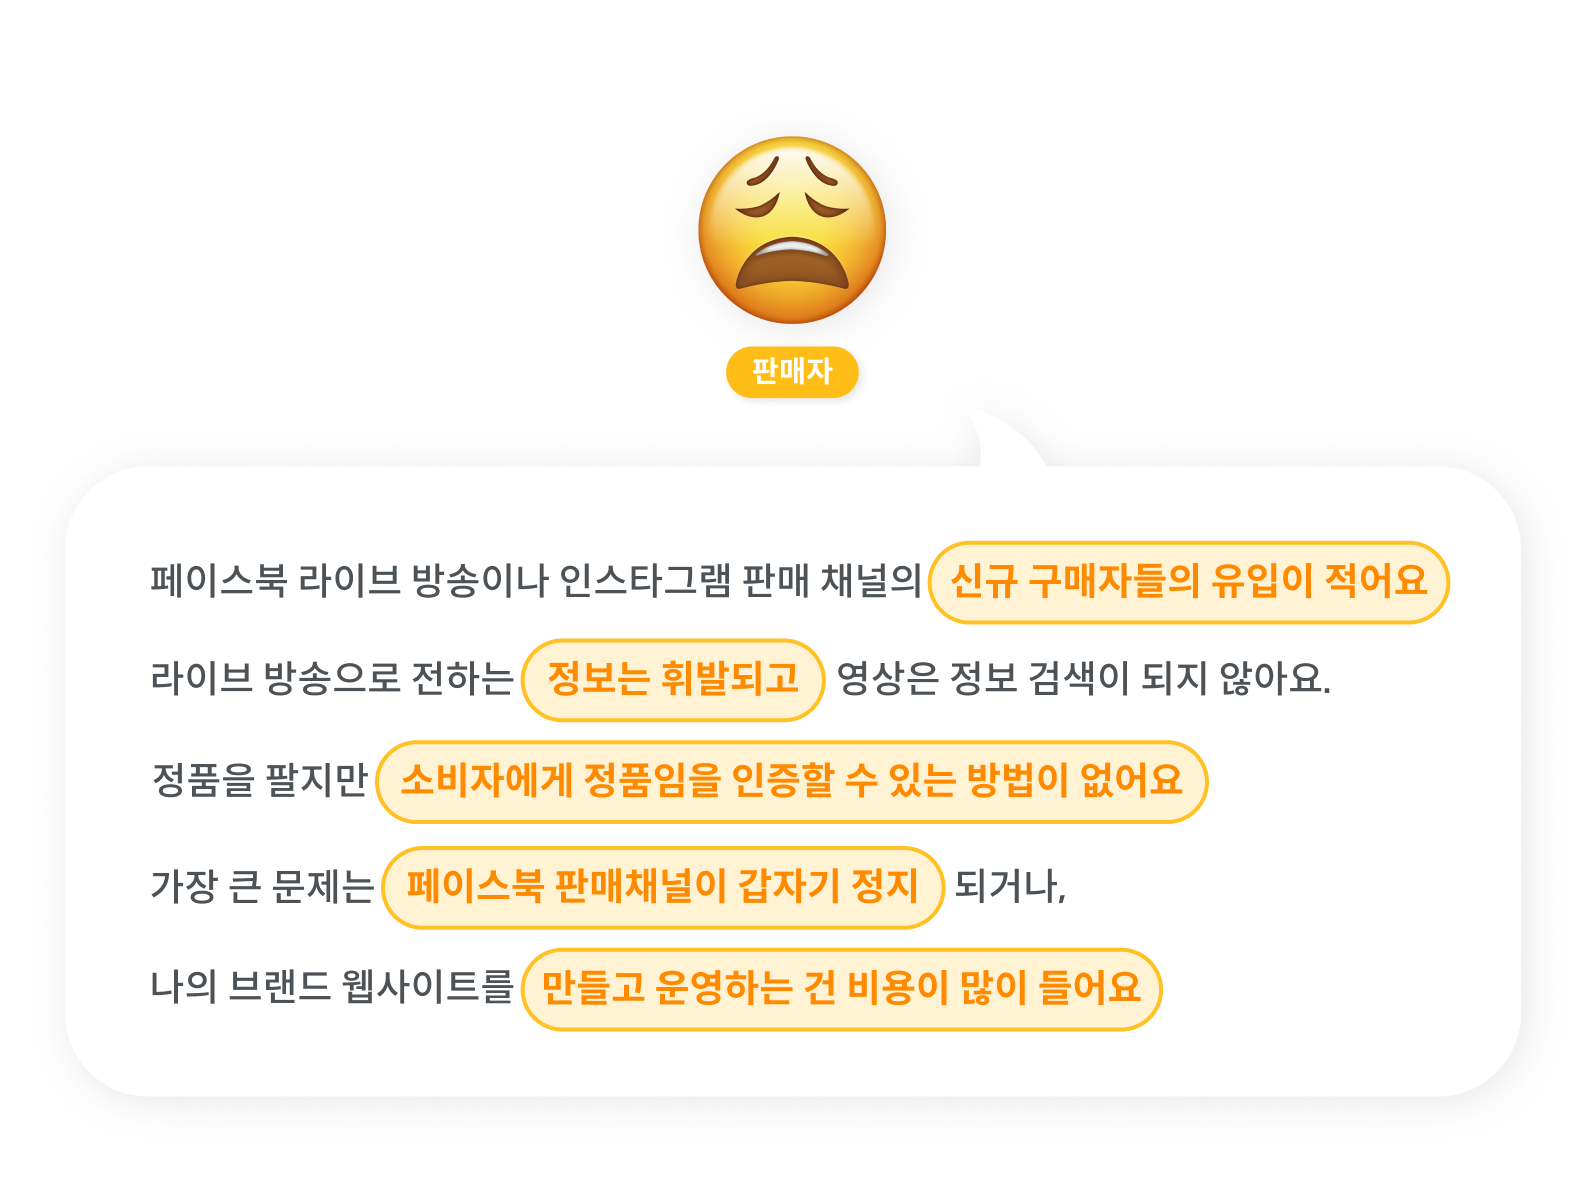 판매자
페이스북 라이브 방송이나 인스타그램 판매 채널의 신규 구매자들의 유입이 적어요
라이브 방송으로 전하는 정보는 휘발되고 영상은 정보 검색이 되지 않아요.
정품을 팔지만 소비자에게 정품임을 인증할 수 있는 방법이 없어요
가장 큰 문제는 페이스북 판매채널이 갑자기 정지 되거나,
나의 브랜드 웹사이트를 만들고 운영하는 건 비용이 많이 들어요